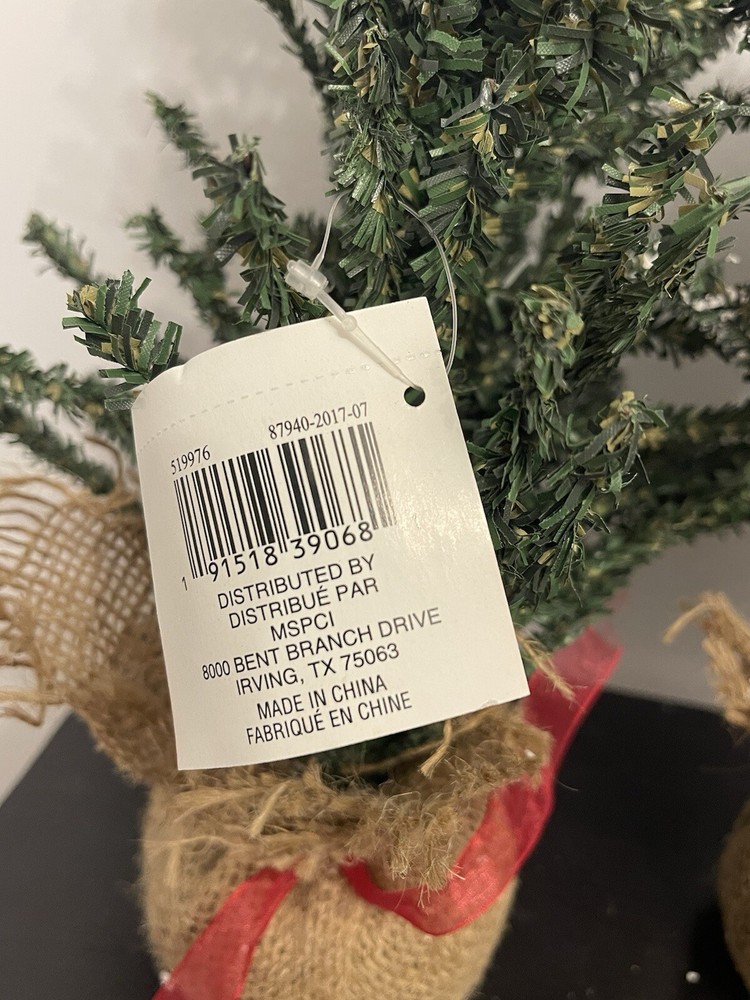 519976 87940-2017-07
1 91518 39068
DISTRIBUTED BY
DISTRIBUÉ PAR
MSPCI
8000 BENT BRANCH DRIVE
IRVING, TX 75063
MADE IN CHINA
FABRIQUÉ EN CHINE